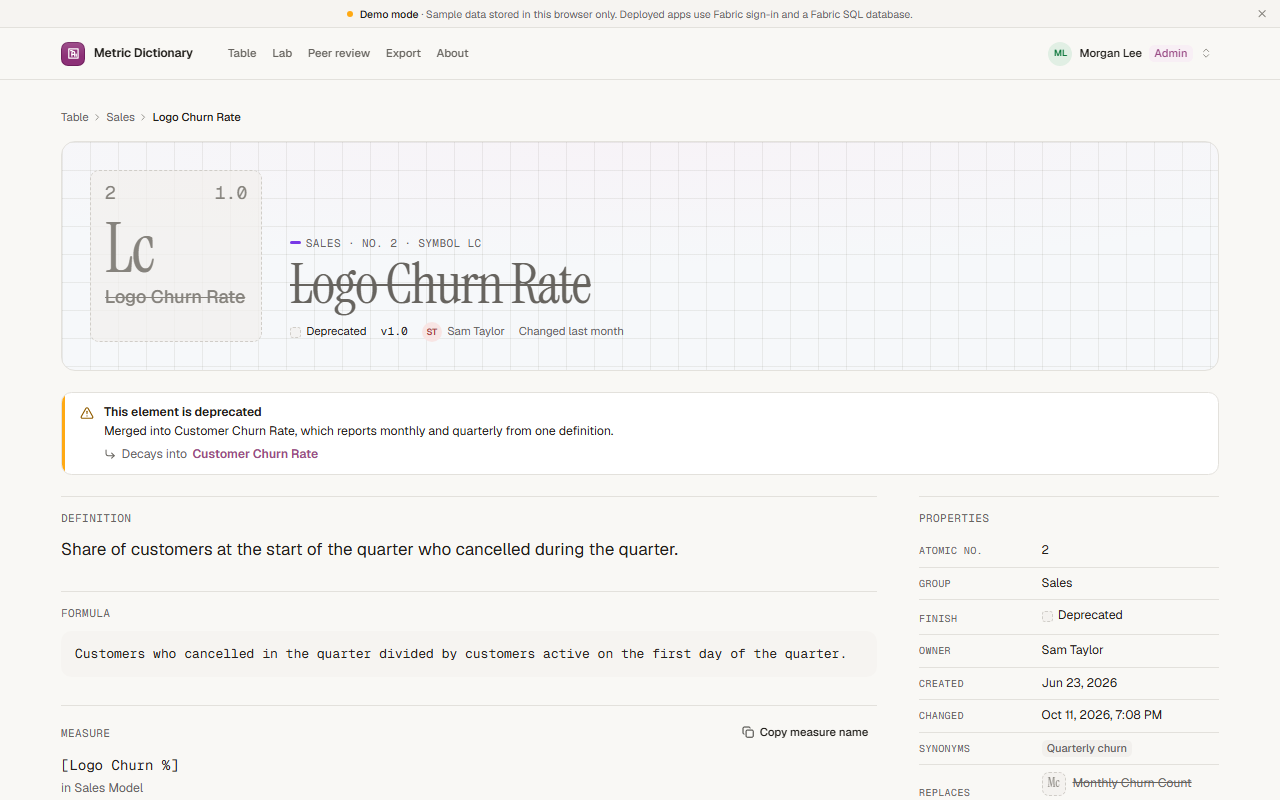 Demo mode · Sample data stored in this browser only. Deployed apps use Fabric sign-in and a Fabric SQL database.
Metric Dictionary
Table
Lab
Peer review
Export
About
ML
Morgan Lee
Admin
Table
Sales
Logo Churn Rate
2
1.0
Lc
Logo Churn Rate
SALES · NO. 2 · SYMBOL LC
Logo Churn Rate
Deprecated
v1.0
ST
Sam Taylor
Changed last month
This element is deprecated
Merged into Customer Churn Rate, which reports monthly and quarterly from one definition.
Decays into Customer Churn Rate
DEFINITION
Share of customers at the start of the quarter who cancelled during the quarter.
FORMULA
Customers who cancelled in the quarter divided by customers active on the first day of the quarter.
MEASURE
Copy measure name
[Logo Churn %]
in Sales Model
PROPERTIES
ATOMIC NO. 2
GROUP Sales
FINISH Deprecated
OWNER Sam Taylor
CREATED Jun 23, 2026
CHANGED Oct 11, 2026, 7:08 PM
SYNONYMS Quarterly churn
REPLACES Mc Monthly Churn Count